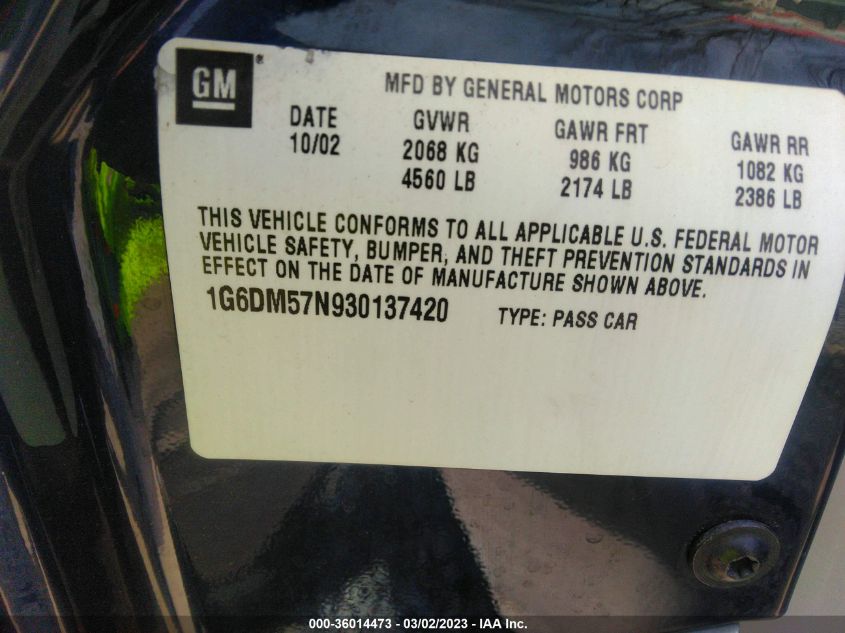 GM®
MFD BY GENERAL MOTORS CORP
DATE GVWR GAWR FRT GAWR RR
10/02 2068 KG 986 KG 1082 KG
4560 LB 2174 LB 2386 LB
THIS VEHICLE CONFORMS TO ALL APPLICABLE U.S. FEDERAL MOTOR
VEHICLE SAFETY, BUMPER, AND THEFT PREVENTION STANDARDS IN
EFFECT ON THE DATE OF MANUFACTURE SHOWN ABOVE.
1G6DM57N930137420 TYPE: PASS CAR
000-36014473 - 03/02/2023 - IAA Inc.